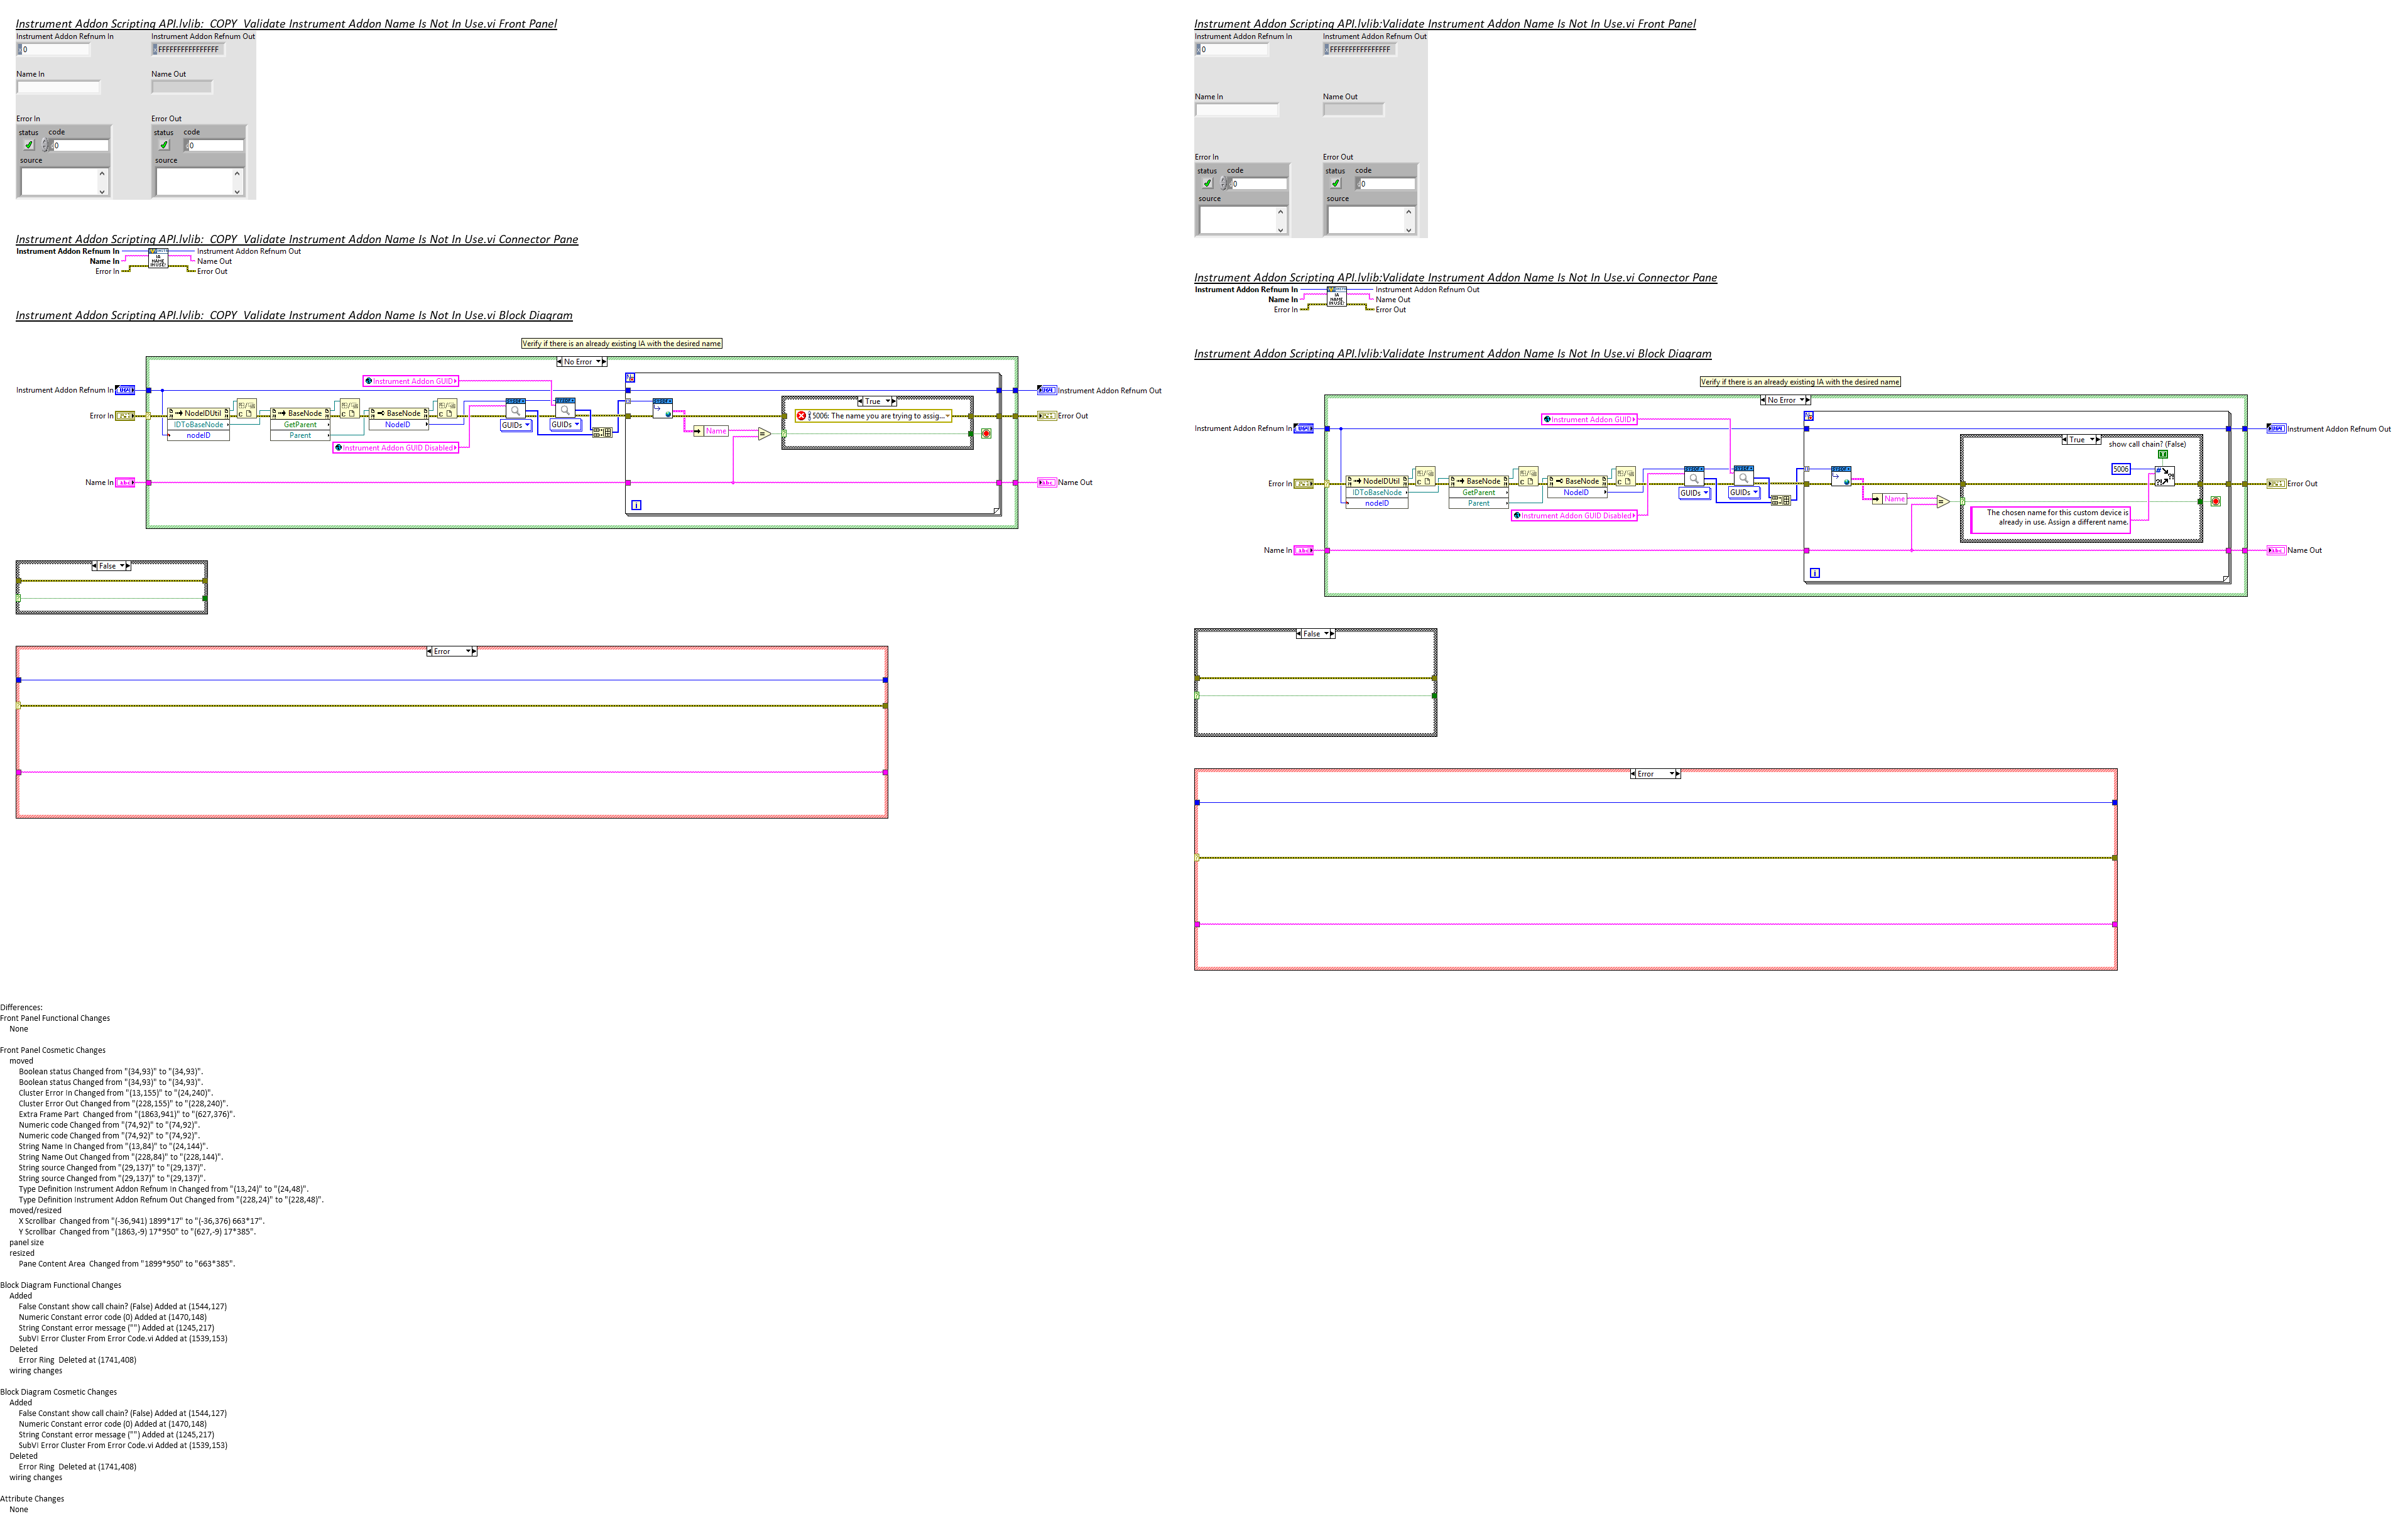 Instrument Addon Scripting API.lvlib:_COPY_Validate Instrument Addon Name Is Not In Use.vi Front Panel
Instrument Addon Refnum In
Instrument Addon Refnum Out
0
FFFFFFFFFFFFFFFF
Name In
Name Out
Error In
Error Out
status code
status code
0
0
source
source
Instrument Addon Scripting API.lvlib:_COPY_Validate Instrument Addon Name Is Not In Use.vi Connector Pane
Instrument Addon Refnum In
Instrument Addon Refnum Out
Name In
Name Out
Error In
Error Out
IA
NAME
IN USE?
Instrument Addon Scripting API.lvlib:_COPY_Validate Instrument Addon Name Is Not In Use.vi Block Diagram
Verify if there is an already existing IA with the desired name
No Error
Instrument Addon GUID
Instrument Addon Refnum In
Instrument Addon Refnum Out
True
Error In
NodeIDUtil
BaseNode
BaseNode
5006: The name you are trying to assig...
Error Out
IDToBaseNode
GetParent
NodeID
GUIDs
GUIDs
nodeID
Parent
Name
Instrument Addon GUID Disabled
Name In
Name Out
i
False
Error
Instrument Addon Scripting API.lvlib:Validate Instrument Addon Name Is Not In Use.vi Front Panel
Instrument Addon Refnum In
Instrument Addon Refnum Out
0
FFFFFFFFFFFFFFFF
Name In
Name Out
Error In
Error Out
status code
status code
0
0
source
source
Instrument Addon Scripting API.lvlib:Validate Instrument Addon Name Is Not In Use.vi Connector Pane
Instrument Addon Refnum In
Instrument Addon Refnum Out
Name In
Name Out
Error In
Error Out
IA
NAME
IN USE?
Instrument Addon Scripting API.lvlib:Validate Instrument Addon Name Is Not In Use.vi Block Diagram
Verify if there is an already existing IA with the desired name
No Error
Instrument Addon GUID
Instrument Addon Refnum In
Instrument Addon Refnum Out
True
show call chain? (False)
5006
Error In
NodeIDUtil
BaseNode
BaseNode
Error Out
IDToBaseNode
GetParent
NodeID
GUIDs
GUIDs
nodeID
Parent
Name
Instrument Addon GUID Disabled
The chosen name for this custom device is
already in use. Assign a different name.
Name In
Name Out
i
False
Error
Differences:
Front Panel Functional Changes
None
Front Panel Cosmetic Changes
moved
Boolean status Changed from "(34,93)" to "(34,93)".
Boolean status Changed from "(34,93)" to "(34,93)".
Cluster Error In Changed from "(13,155)" to "(24,240)".
Cluster Error Out Changed from "(228,155)" to "(228,240)".
Extra Frame Part  Changed from "(1863,941)" to "(627,376)".
Numeric code Changed from "(74,92)" to "(74,92)".
Numeric code Changed from "(74,92)" to "(74,92)".
String Name In Changed from "(13,84)" to "(24,144)".
String Name Out Changed from "(228,84)" to "(228,144)".
String source Changed from "(29,137)" to "(29,137)".
String source Changed from "(29,137)" to "(29,137)".
Type Definition Instrument Addon Refnum In Changed from "(13,24)" to "(24,48)".
Type Definition Instrument Addon Refnum Out Changed from "(228,24)" to "(228,48)".
moved/resized
X Scrollbar  Changed from "(-36,941) 1899*17" to "(-36,376) 663*17".
Y Scrollbar  Changed from "(1863,-9) 17*950" to "(627,-9) 17*385".
panel size
resized
Pane Content Area  Changed from "1899*950" to "663*385".
Block Diagram Functional Changes
Added
False Constant show call chain? (False) Added at (1544,127)
Numeric Constant error code (0) Added at (1470,148)
String Constant error message ("") Added at (1245,217)
SubVI Error Cluster From Error Code.vi Added at (1539,153)
Deleted
Error Ring  Deleted at (1741,408)
wiring changes
Block Diagram Cosmetic Changes
Added
False Constant show call chain? (False) Added at (1544,127)
Numeric Constant error code (0) Added at (1470,148)
String Constant error message ("") Added at (1245,217)
SubVI Error Cluster From Error Code.vi Added at (1539,153)
Deleted
Error Ring  Deleted at (1741,408)
wiring changes
Attribute Changes
None